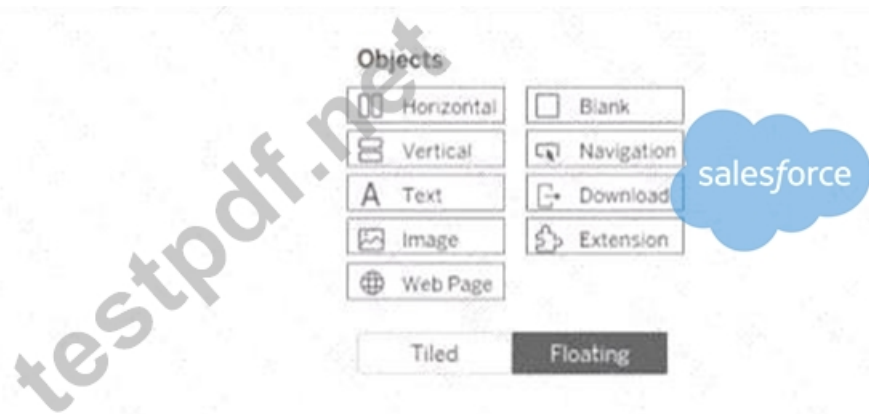 Objects
Horizontal Blank
Vertical Navigation
Text Download
Image Extension
Web Page
Tiled Floating
salesforce
testpdf.net